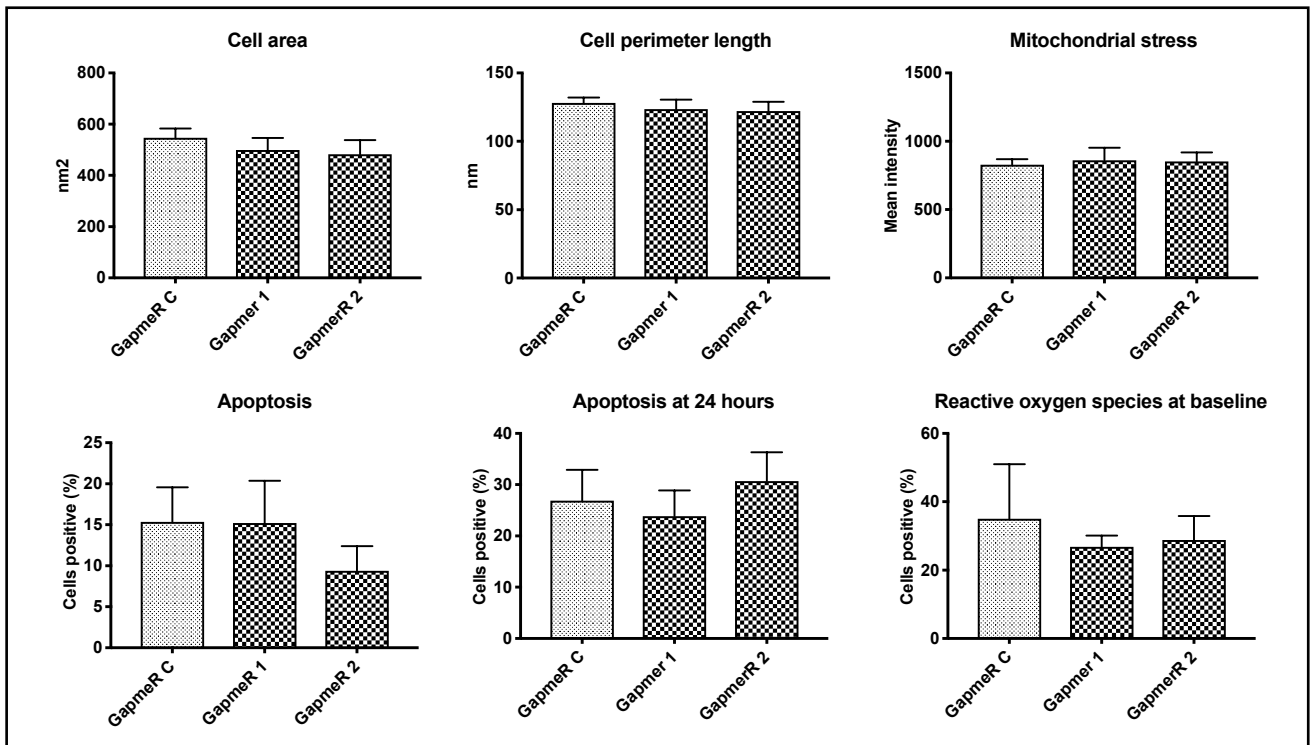 Cell area
nm2
800
600
400
200
0
GapmeR C
Gapmer 1
GapmerR 2
Cell perimeter length
nm
150
100
50
0
GapmeR C
Gapmer 1
GapmerR 2
Mitochondrial stress
Mean intensity
1500
1000
500
0
GapmeR C
Gapmer 1
GapmerR 2
Apoptosis
Cells positive (%)
25
20
15
10
5
0
GapmeR C
GapmeR 1
GapmeR 2
Apoptosis at 24 hours
Cells positive (%)
40
30
20
10
0
GapmeR C
Gapmer 1
GapmerR 2
Reactive oxygen species at baseline
Cells positive (%)
60
40
20
0
GapmeR C
Gapmer 1
GapmerR 2